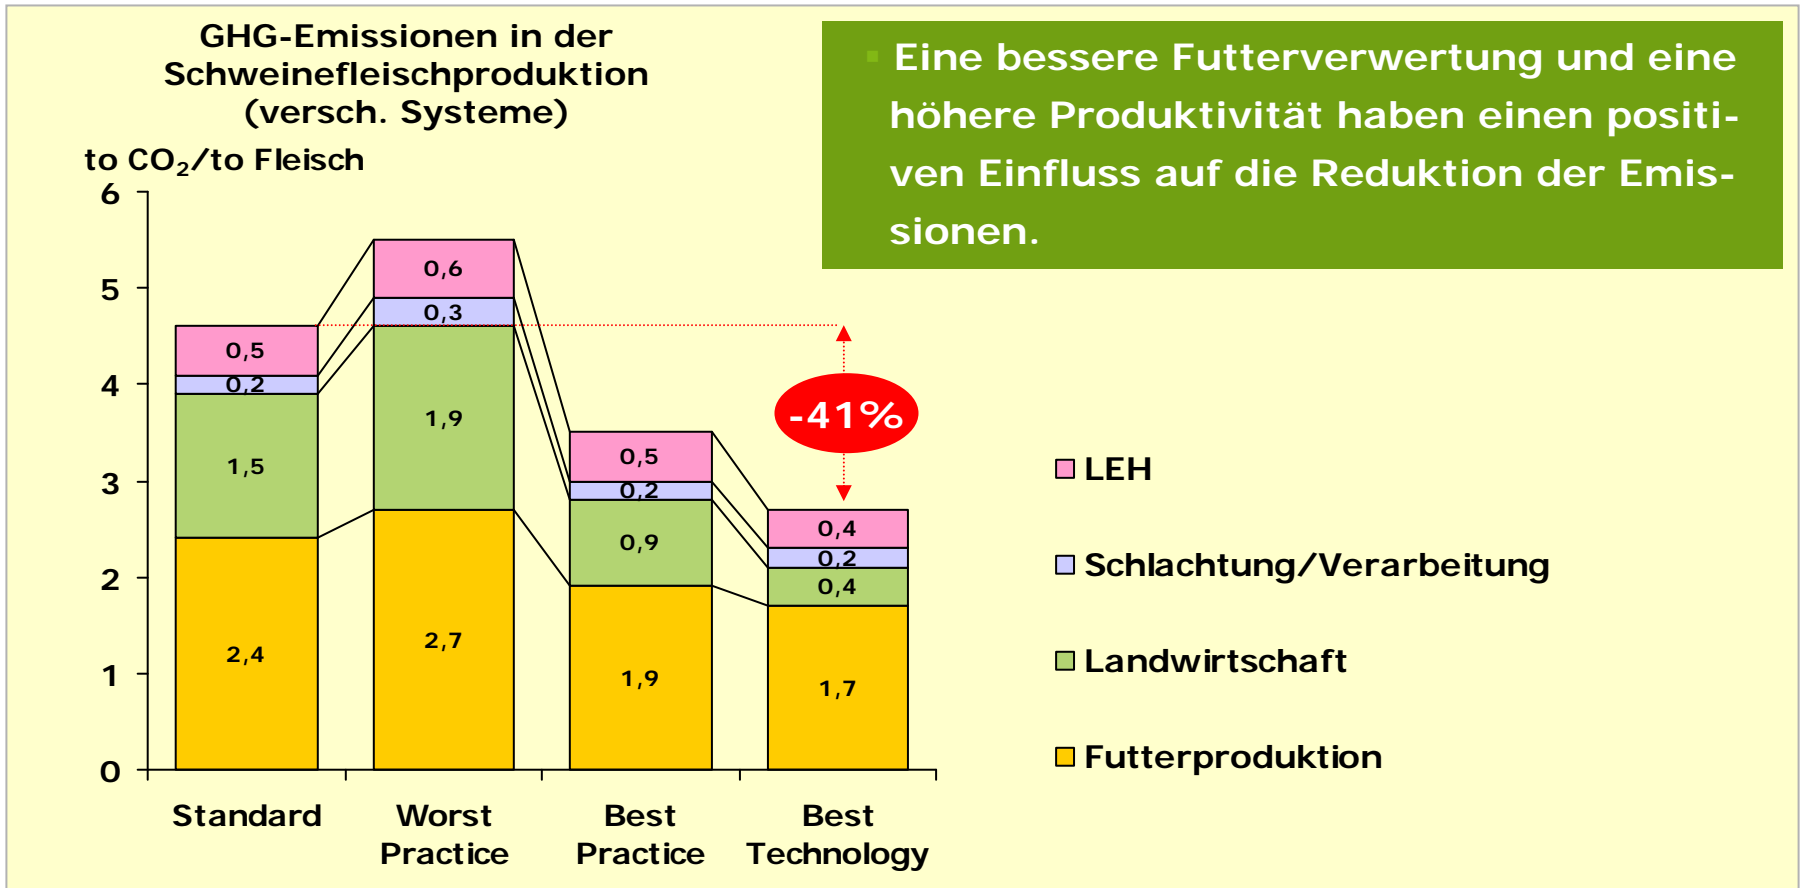 GHG-Emissionen in der
Schweinefleischproduktion
(versch. Systeme)
to CO₂/to Fleisch
Eine bessere Futterverwertung und eine
höhere Produktivität haben einen positi-
ven Einfluss auf die Reduktion der Emis-
sionen.
6
5
4
3
2
1
0
0,5
0,2
1,5
2,4
0,6
0,3
1,9
2,7
0,5
0,2
0,9
1,9
0,4
0,2
0,4
1,7
-41%
LEH
Schlachtung/Verarbeitung
Landwirtschaft
Futterproduktion
Standard
Worst
Practice
Best
Practice
Best
Technology